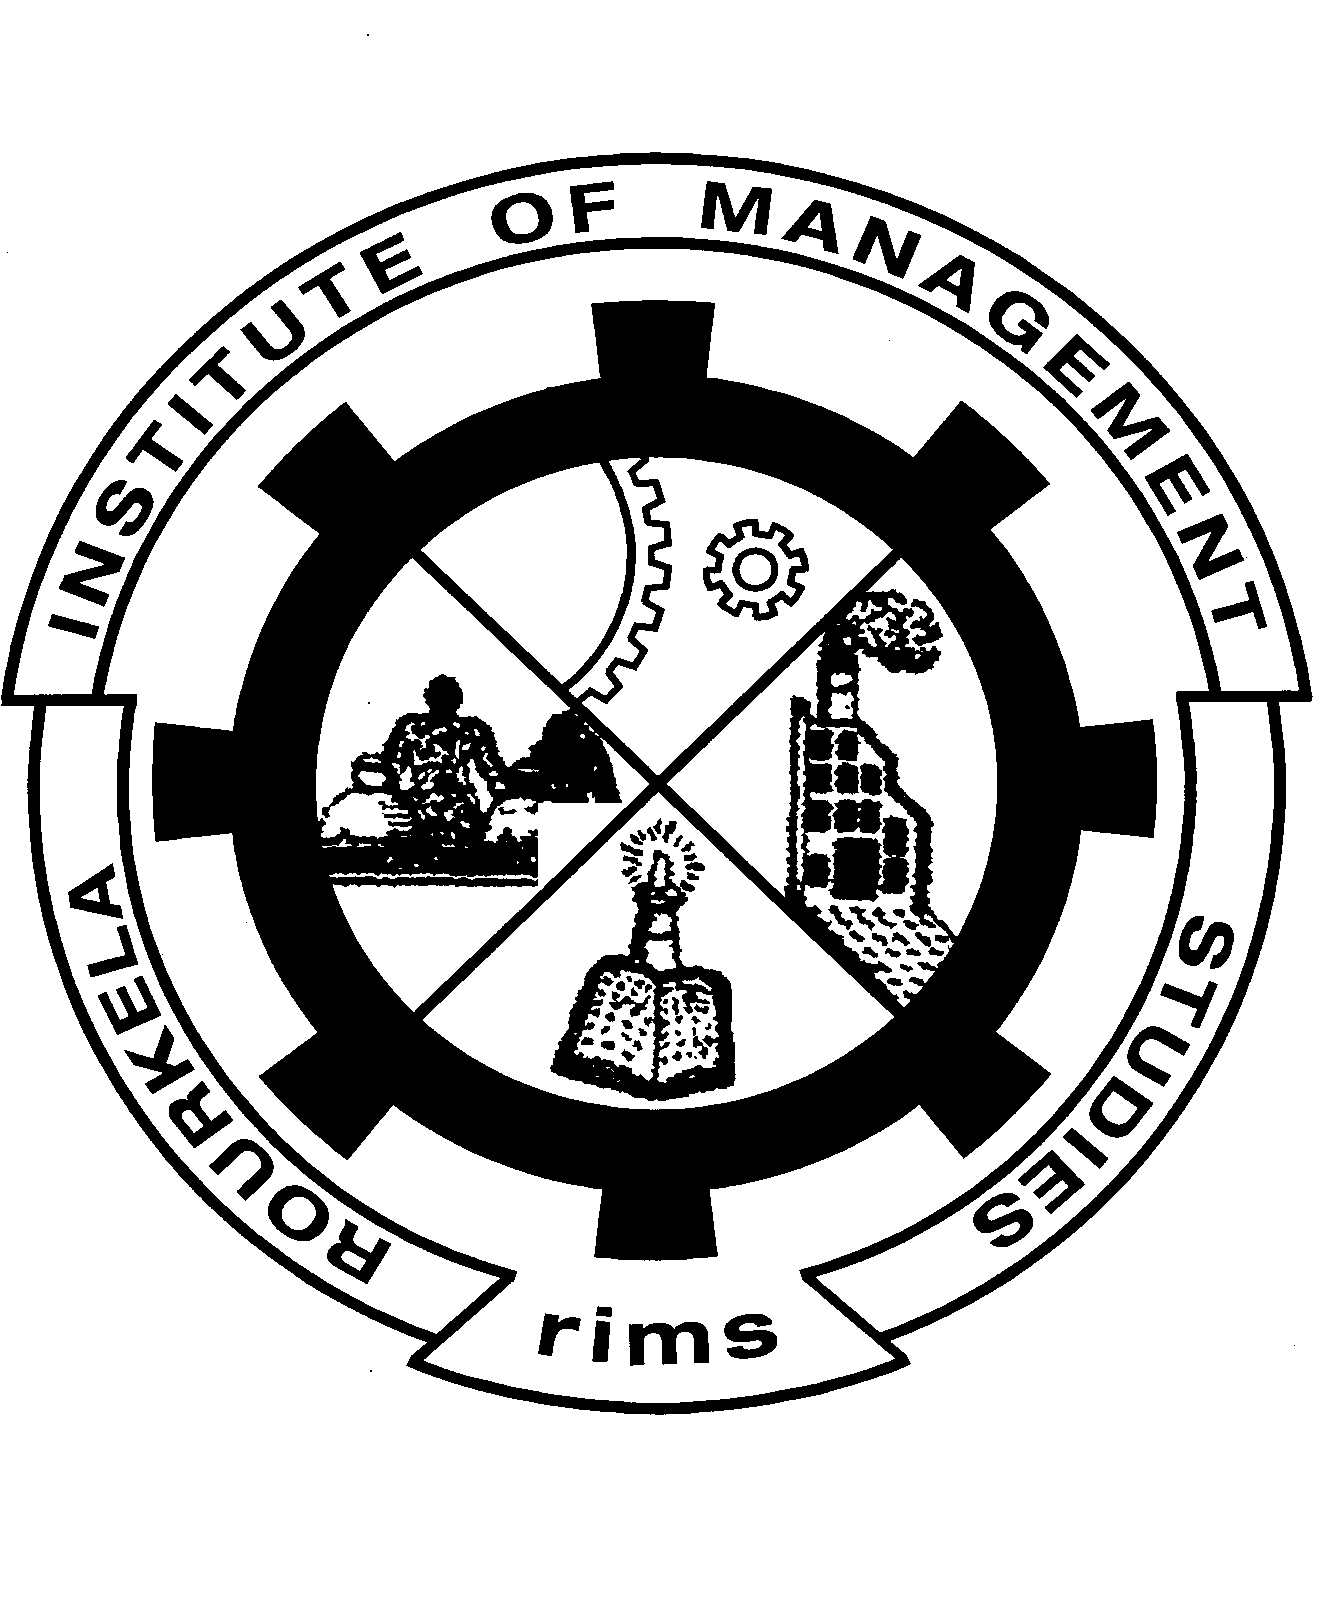 ROURKELA
INSTITUTE OF MANAGEMENT
STUDIES
rims